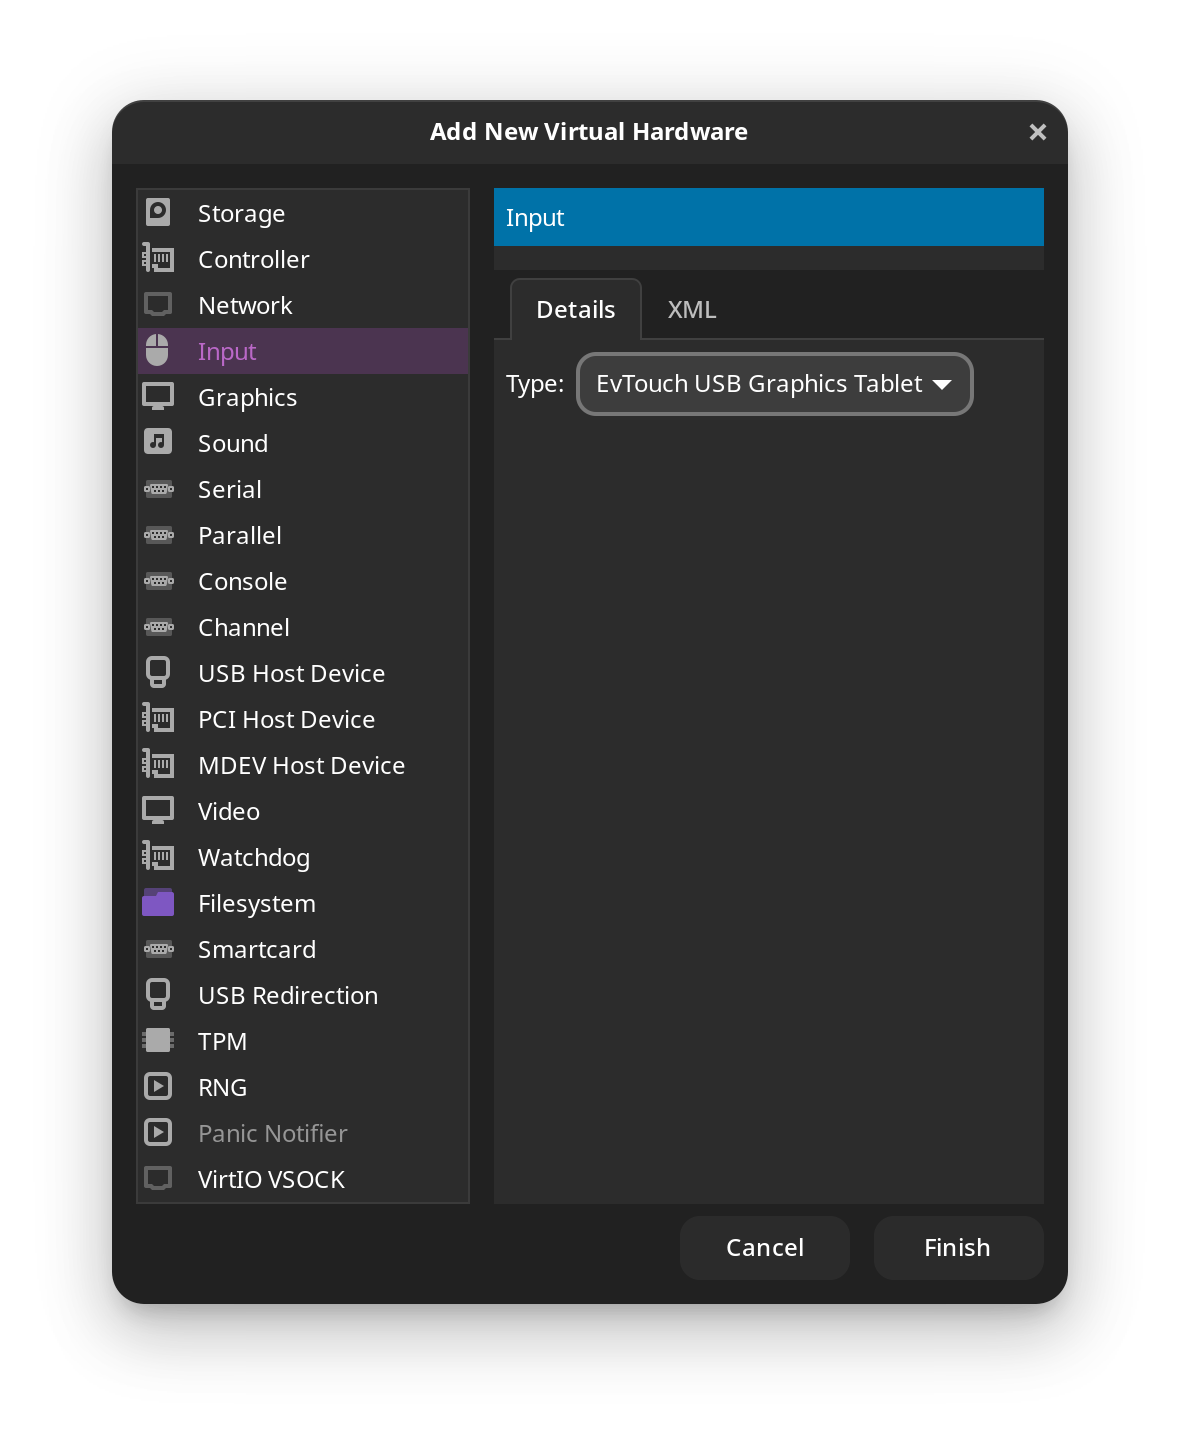 Add New Virtual Hardware
Storage
Controller
Network
Input
Graphics
Sound
Serial
Parallel
Console
Channel
USB Host Device
PCI Host Device
MDEV Host Device
Video
Watchdog
Filesystem
Smartcard
USB Redirection
TPM
RNG
Panic Notifier
VirtIO VSOCK
Input
Details XML
Type: EvTouch USB Graphics Tablet
Cancel Finish